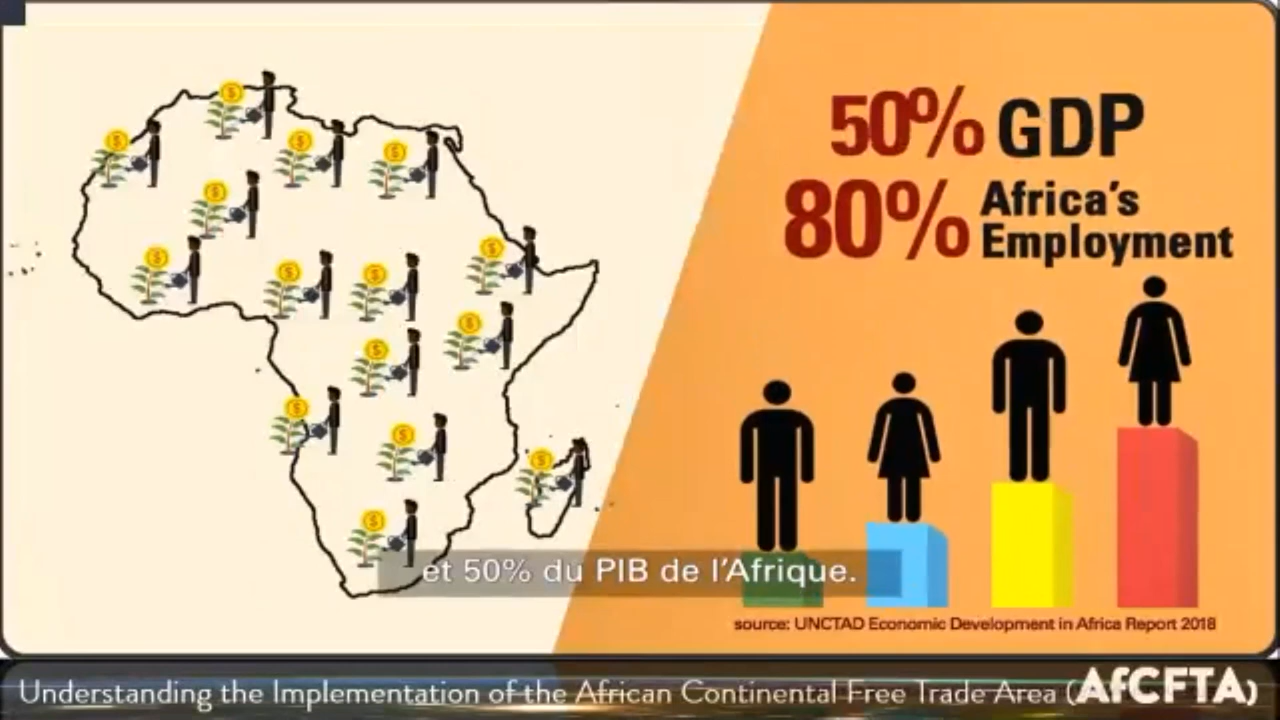 50% GDP
80% Africa's
Employment
et 50% du PIB de l'Afrique.
source: UNCTAD Economic Development in Africa Report 2018
Understanding the Implementation of the African Continental Free Trade Area (AfCFTA)